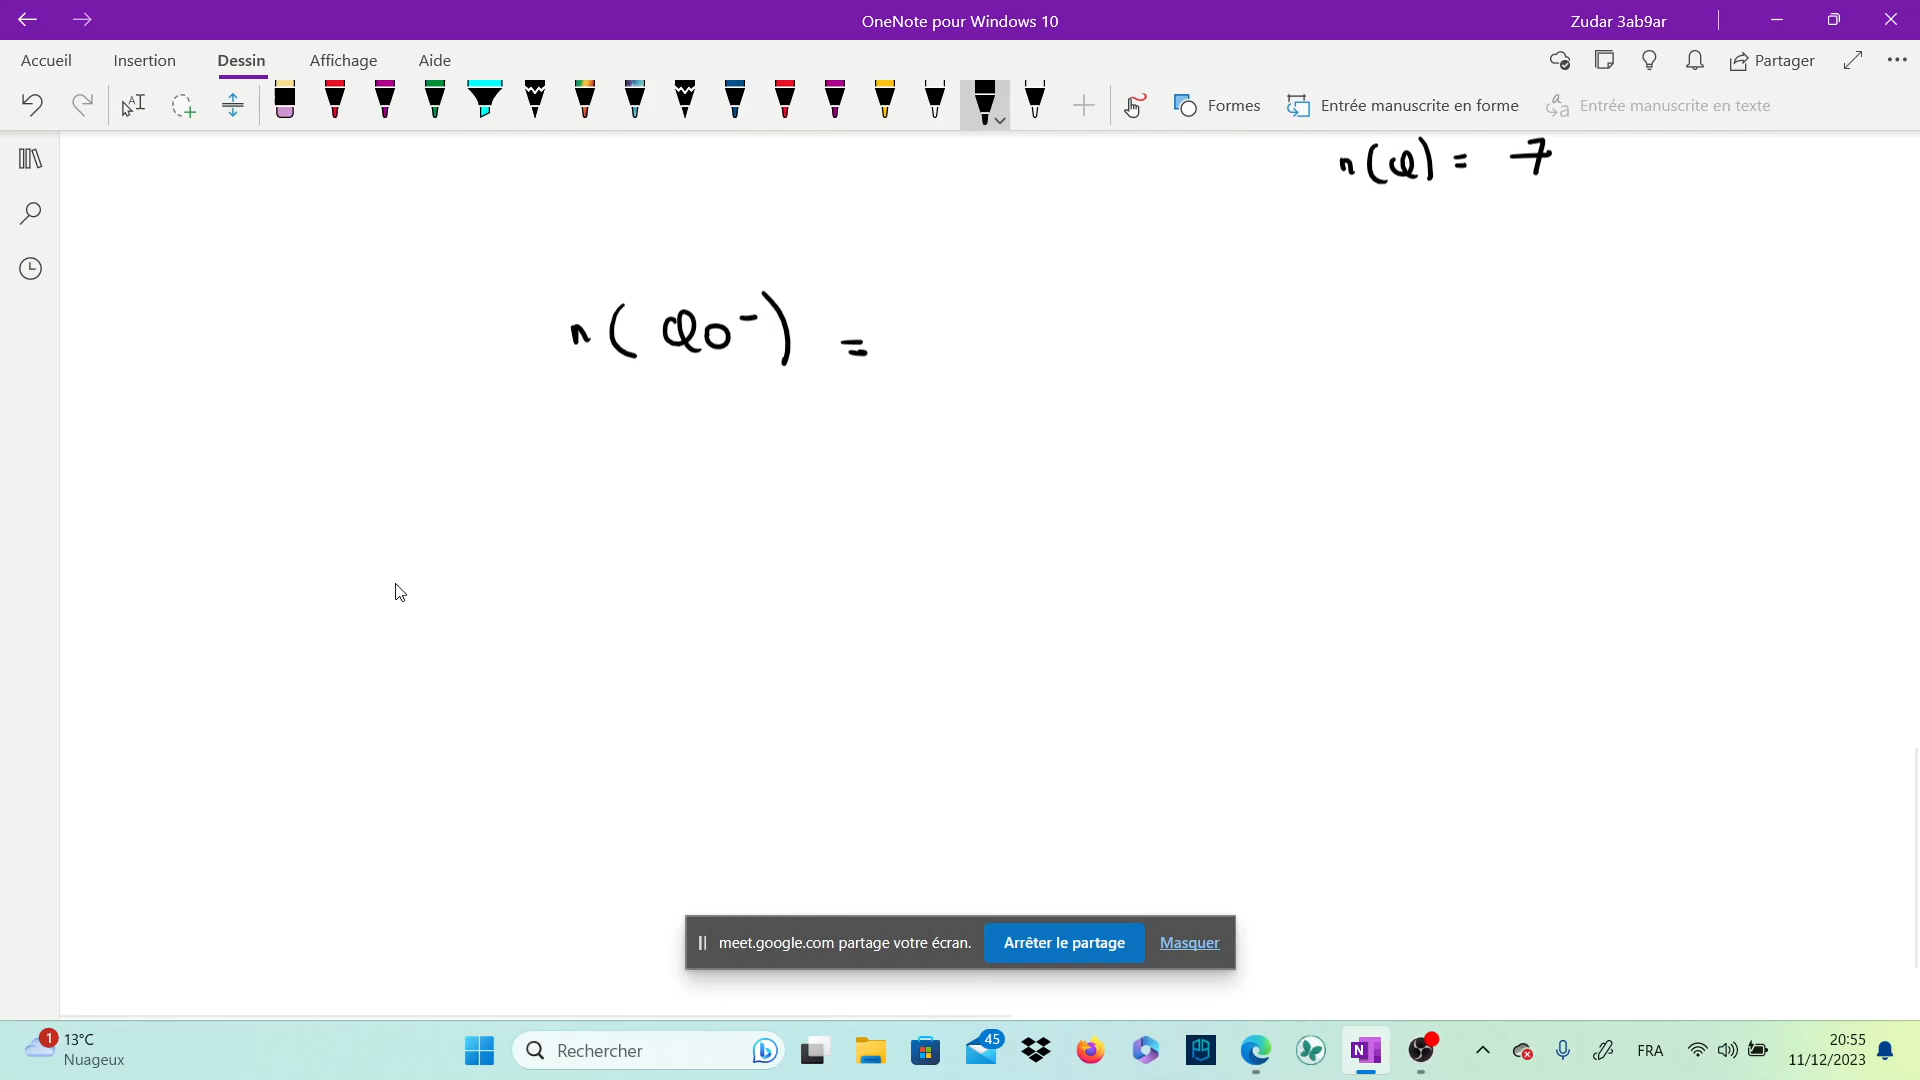 OneNote pour Windows 10
Zudar 3ab9ar
Accueil
Insertion
Dessin
Affichage
Aide
Partager
Formes
Entrée manuscrite en forme
Entrée manuscrite en texte
n(Cl) = 7
n( ClO⁻) =
meet.google.com partage votre écran.
Arrêter le partage
Masquer
1
13°C
Nuageux
Rechercher
45
FRA
20:55
11/12/2023